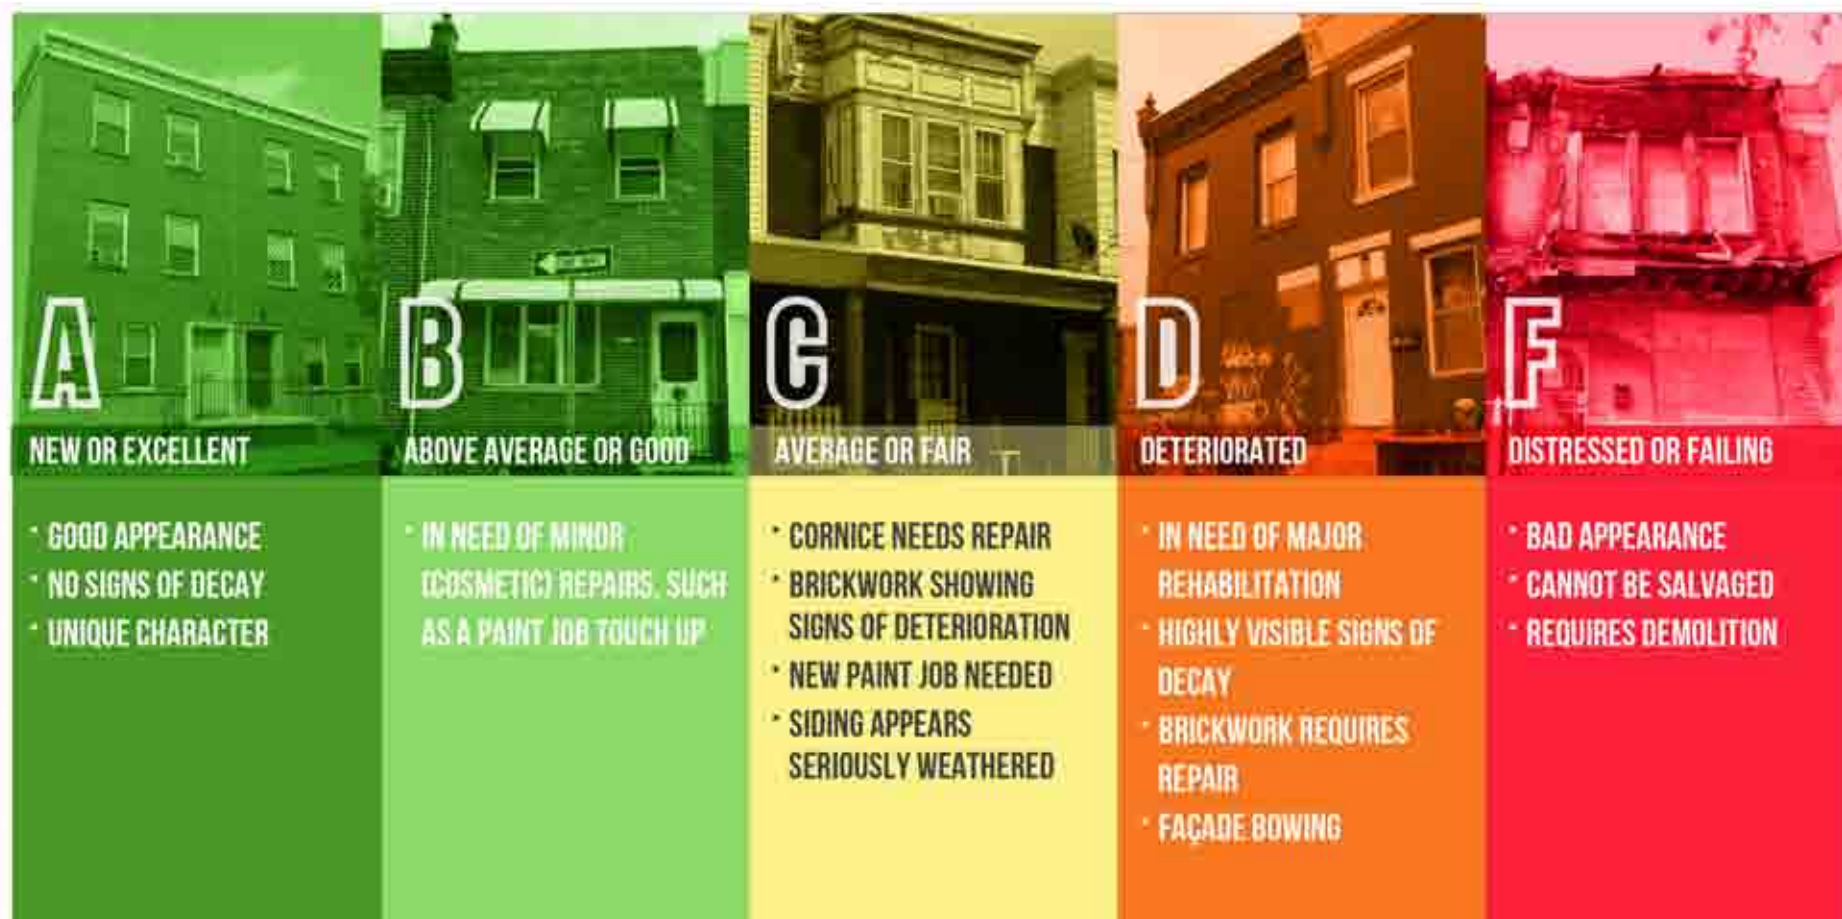 A
NEW OR EXCELLENT
· GOOD APPEARANCE
· NO SIGNS OF DECAY
· UNIQUE CHARACTER
B
ABOVE AVERAGE OR GOOD
· IN NEED OF MINOR
(COSMETIC) REPAIRS, SUCH
AS A PAINT JOB TOUCH UP
C
AVERAGE OR FAIR
· CORNICE NEEDS REPAIR
· BRICKWORK SHOWING
SIGNS OF DETERIORATION
· NEW PAINT JOB NEEDED
· SIDING APPEARS
SERIOUSLY WEATHERED
D
DETERIORATED
· IN NEED OF MAJOR
REHABILITATION
· HIGHLY VISIBLE SIGNS OF
DECAY
· BRICKWORK REQUIRES
REPAIR
· FAÇADE BOWING
F
DISTRESSED OR FAILING
· BAD APPEARANCE
· CANNOT BE SALVAGED
· REQUIRES DEMOLITION